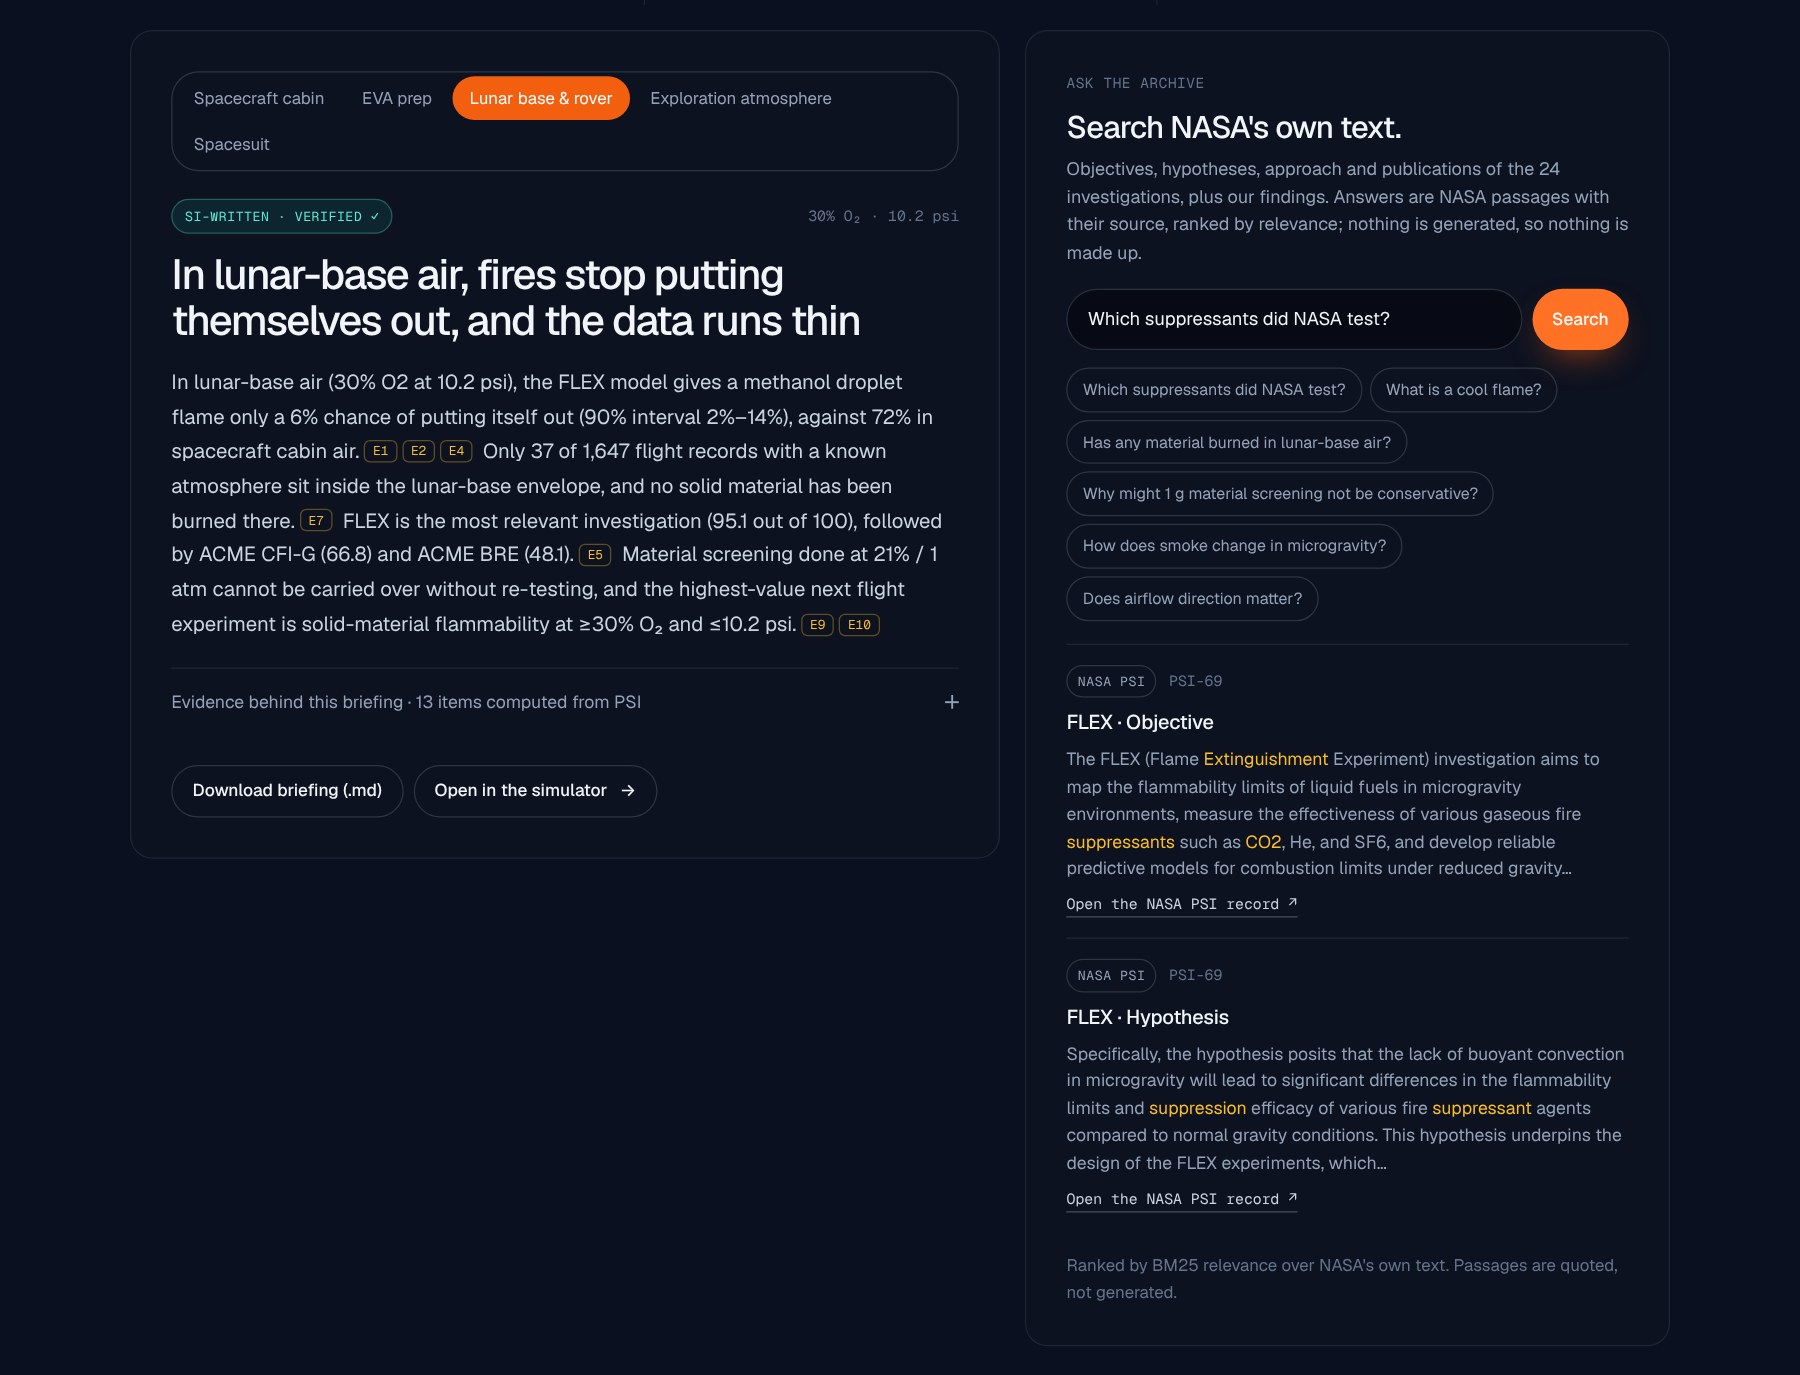 Spacecraft cabin
EVA prep
Lunar base & rover
Exploration atmosphere
Spacesuit
SI-WRITTEN · VERIFIED ✓
30% O₂ · 10.2 psi
In lunar-base air, fires stop putting
themselves out, and the data runs thin
In lunar-base air (30% O2 at 10.2 psi), the FLEX model gives a methanol droplet
flame only a 6% chance of putting itself out (90% interval 2%–14%), against 72% in
spacecraft cabin air. E1 E2 E4 Only 37 of 1,647 flight records with a known
atmosphere sit inside the lunar-base envelope, and no solid material has been
burned there. E7 FLEX is the most relevant investigation (95.1 out of 100), followed
by ACME CFI-G (66.8) and ACME BRE (48.1). E5 Material screening done at 21% / 1
atm cannot be carried over without re-testing, and the highest-value next flight
experiment is solid-material flammability at ≥30% O₂ and ≤10.2 psi. E9 E10
Evidence behind this briefing · 13 items computed from PSI +
Download briefing (.md)
Open in the simulator →
ASK THE ARCHIVE
Search NASA's own text.
Objectives, hypotheses, approach and publications of the 24
investigations, plus our findings. Answers are NASA passages with
their source, ranked by relevance; nothing is generated, so nothing is
made up.
Which suppressants did NASA test?
Search
Which suppressants did NASA test?
What is a cool flame?
Has any material burned in lunar-base air?
Why might 1 g material screening not be conservative?
How does smoke change in microgravity?
Does airflow direction matter?
NASA PSI PSI-69
FLEX · Objective
The FLEX (Flame Extinguishment Experiment) investigation aims to
map the flammability limits of liquid fuels in microgravity
environments, measure the effectiveness of various gaseous fire
suppressants such as CO2, He, and SF6, and develop reliable
predictive models for combustion limits under reduced gravity…
Open the NASA PSI record ↗
NASA PSI PSI-69
FLEX · Hypothesis
Specifically, the hypothesis posits that the lack of buoyant convection
in microgravity will lead to significant differences in the flammability
limits and suppression efficacy of various fire suppressant agents
compared to normal gravity conditions. This hypothesis underpins the
design of the FLEX experiments, which…
Open the NASA PSI record ↗
Ranked by BM25 relevance over NASA's own text. Passages are quoted,
not generated.